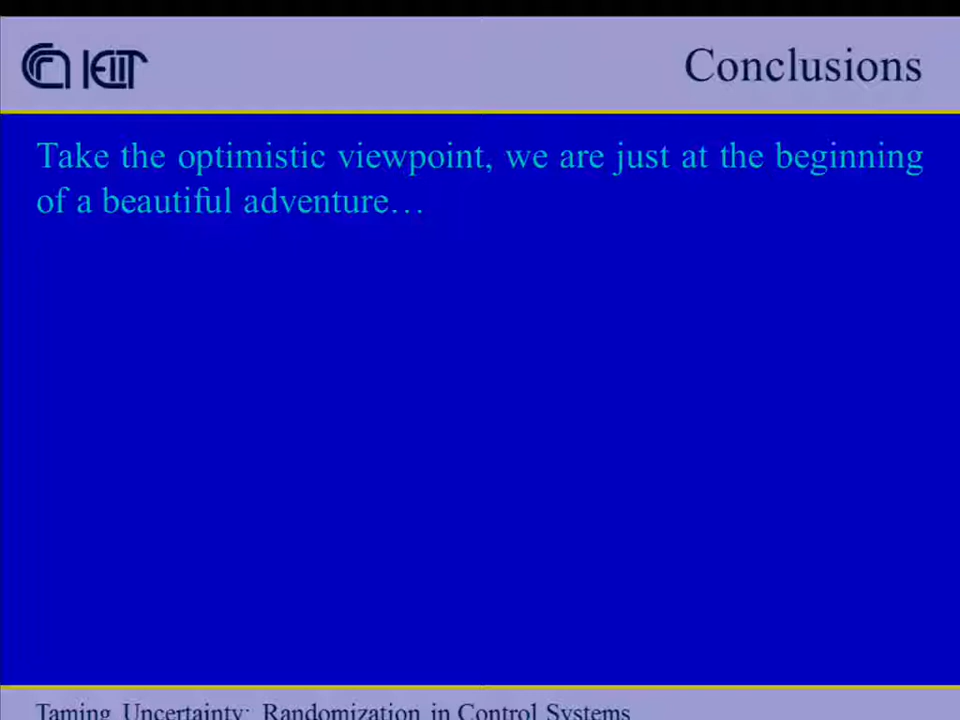 IEIIT
Conclusions
Take the optimistic viewpoint, we are just at the beginning
of a beautiful adventure…
Taming Uncertainty: Randomization in Control Systems